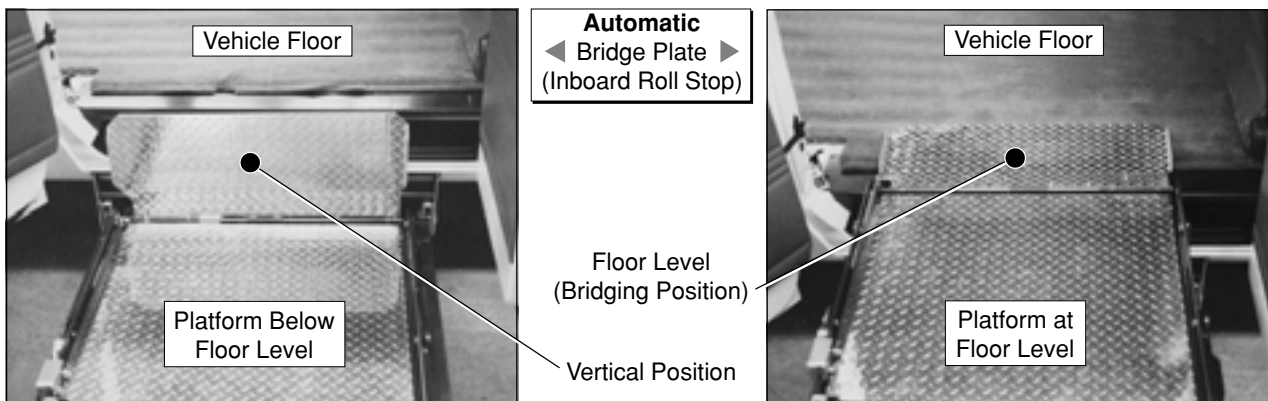 Vehicle Floor
Platform Below
Floor Level
Automatic
Bridge Plate
(Inboard Roll Stop)
Floor Level
(Bridging Position)
Vertical Position
Vehicle Floor
Platform at
Floor Level